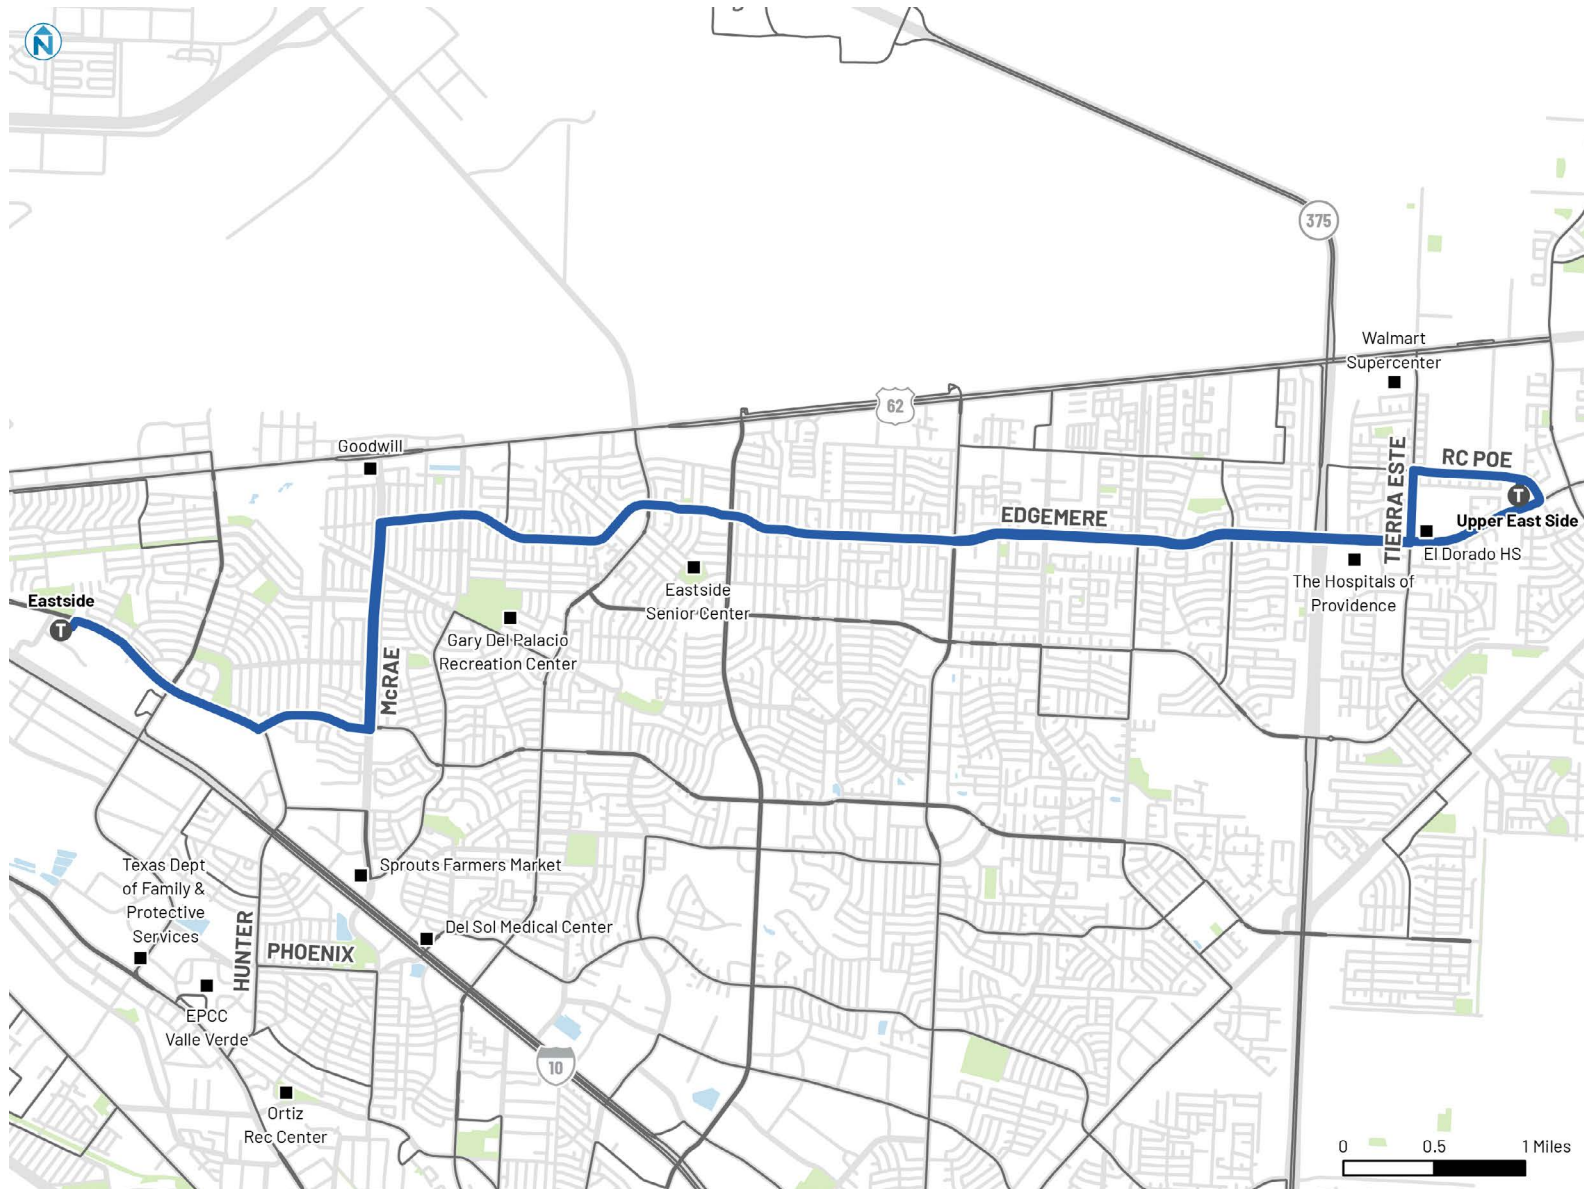 N
375
Walmart
Supercenter
62
Goodwill
TIERRA ESTE
RC POE
T
Upper East Side
EDGEMERE
El Dorado HS
The Hospitals of
Providence
Eastside
T
Eastside
Senior Center
Gary Del Palacio
Recreation Center
McRAE
Sprouts Farmers Market
Texas Dept
of Family &
Protective
Services
Del Sol Medical Center
HUNTER
PHOENIX
EPCC
Valle Verde
10
Ortiz
Rec Center
0 0.5 1 Miles